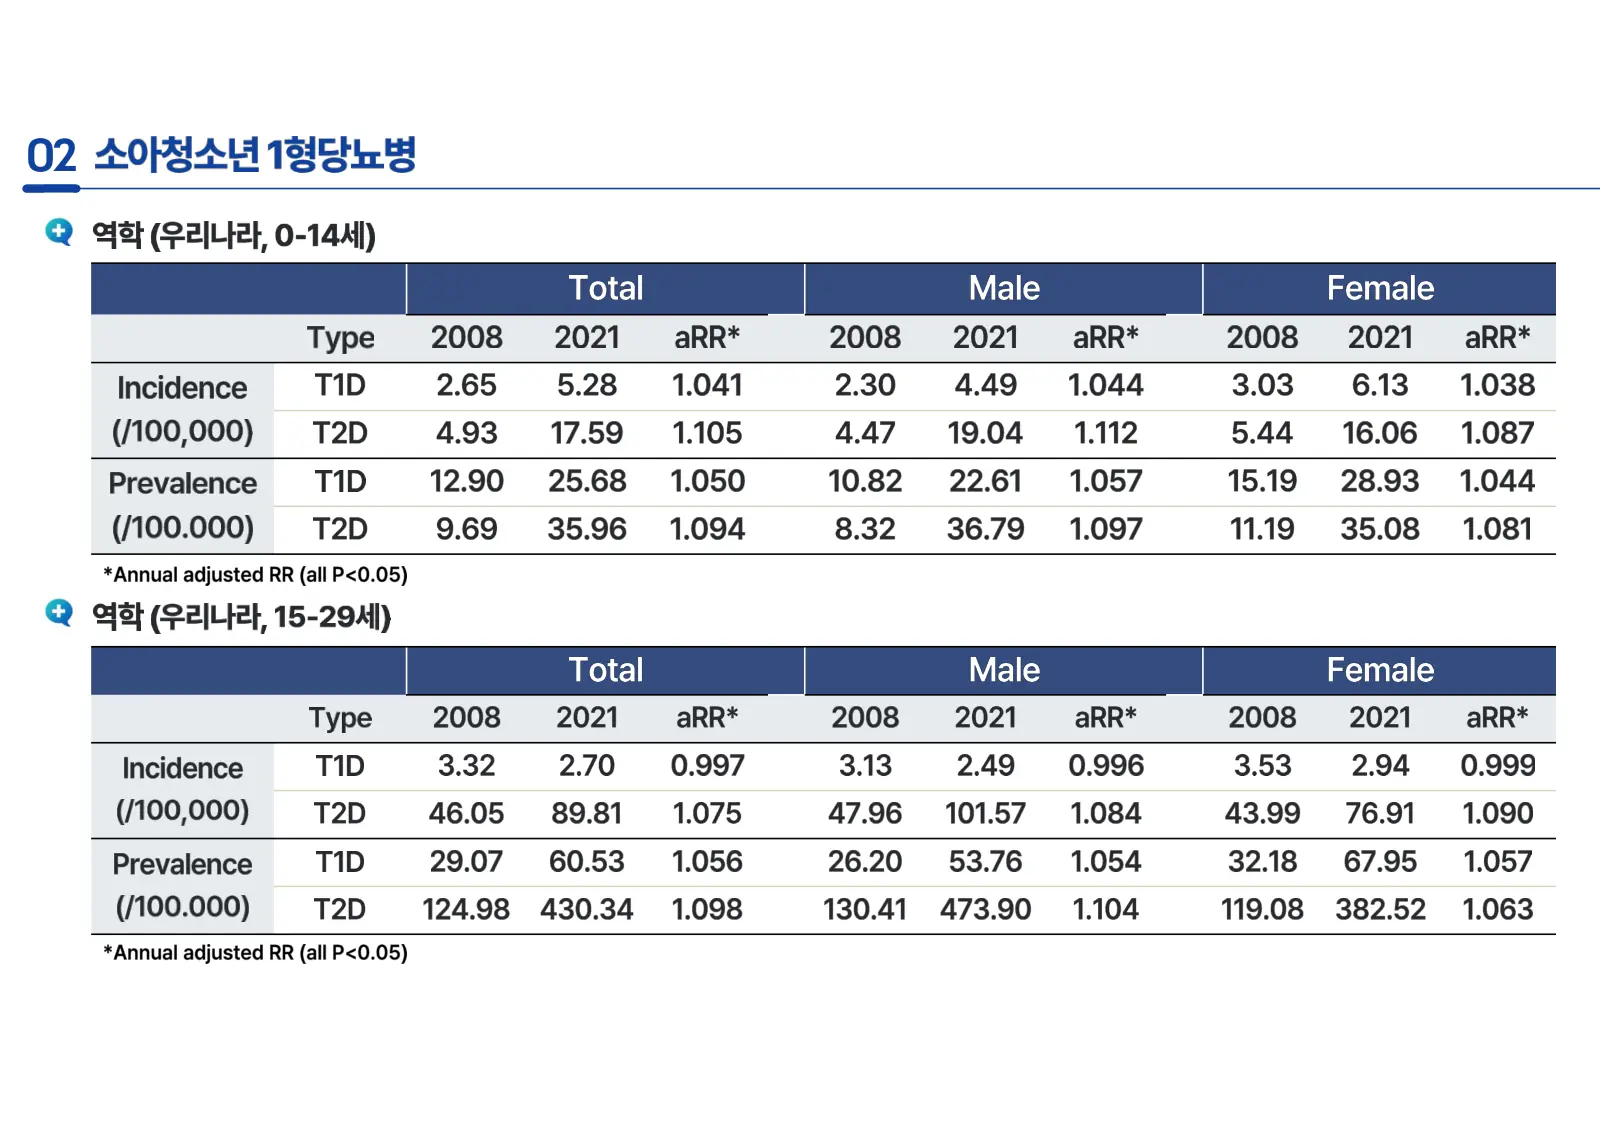 02 소아청소년 1형당뇨병
역학 (우리나라, 0-14세)
Total Male Female
Type 2008 2021 aRR* 2008 2021 aRR* 2008 2021 aRR*
Incidence (/100,000) T1D 2.65 5.28 1.041 2.30 4.49 1.044 3.03 6.13 1.038
T2D 4.93 17.59 1.105 4.47 19.04 1.112 5.44 16.06 1.087
Prevalence (/100.000) T1D 12.90 25.68 1.050 10.82 22.61 1.057 15.19 28.93 1.044
T2D 9.69 35.96 1.094 8.32 36.79 1.097 11.19 35.08 1.081
*Annual adjusted RR (all P<0.05)
역학 (우리나라, 15-29세)
Total Male Female
Type 2008 2021 aRR* 2008 2021 aRR* 2008 2021 aRR*
Incidence (/100,000) T1D 3.32 2.70 0.997 3.13 2.49 0.996 3.53 2.94 0.999
T2D 46.05 89.81 1.075 47.96 101.57 1.084 43.99 76.91 1.090
Prevalence (/100.000) T1D 29.07 60.53 1.056 26.20 53.76 1.054 32.18 67.95 1.057
T2D 124.98 430.34 1.098 130.41 473.90 1.104 119.08 382.52 1.063
*Annual adjusted RR (all P<0.05)